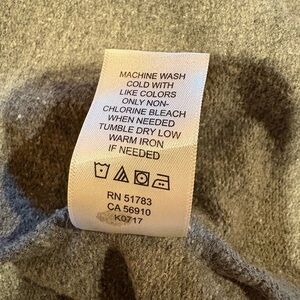 MACHINE WASH
COLD WITH
LIKE COLORS
ONLY NON-
CHLORINE BLEACH
WHEN NEEDED
TUMBLE DRY LOW
WARM IRON
IF NEEDED
RN 51783
CA 56910
K0717